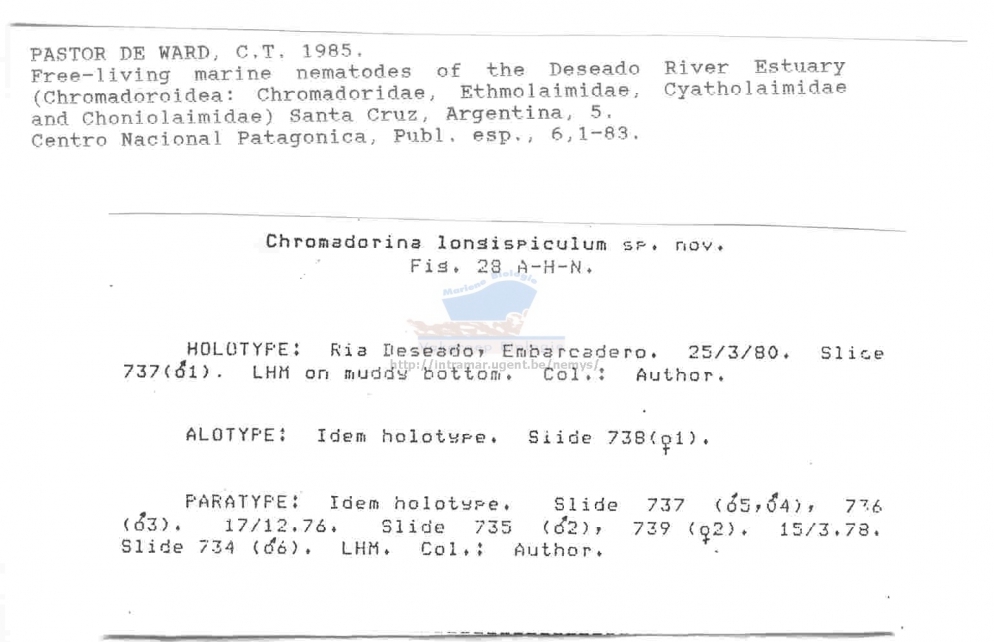 PASTOR DE WARD, C.T. 1985.
Free-living marine nematodes of the Deseado River Estuary
(Chromadoroidea: Chromadoridae, Ethmolaimidae, Cyatholaimidae
and Choniolaimidae) Santa Cruz, Argentina, 5.
Centro Nacional Patagonica, Publ. esp., 6,1-83.
Chromadorina longispiculum sp. nov.
Fig. 28 A-H-N.
Marine Biology
HOLOTYPE: Ria Deseado, Embarcadero. 25/3/80. Slice
737(♂1). LHM on muddy bottom. Col.: Author.
http://intramar.ugent.be/nemys/
ALOTYPE: Idem holotype. Slide 738(♀1).
PARATYPE: Idem holotype. Slide 737 (♂5,♂4), 736
(♂3). 17/12.76. Slide 735 (♂2), 739 (♀2). 15/3.78.
Slide 734 (♂6). LHM. Col.: Author.